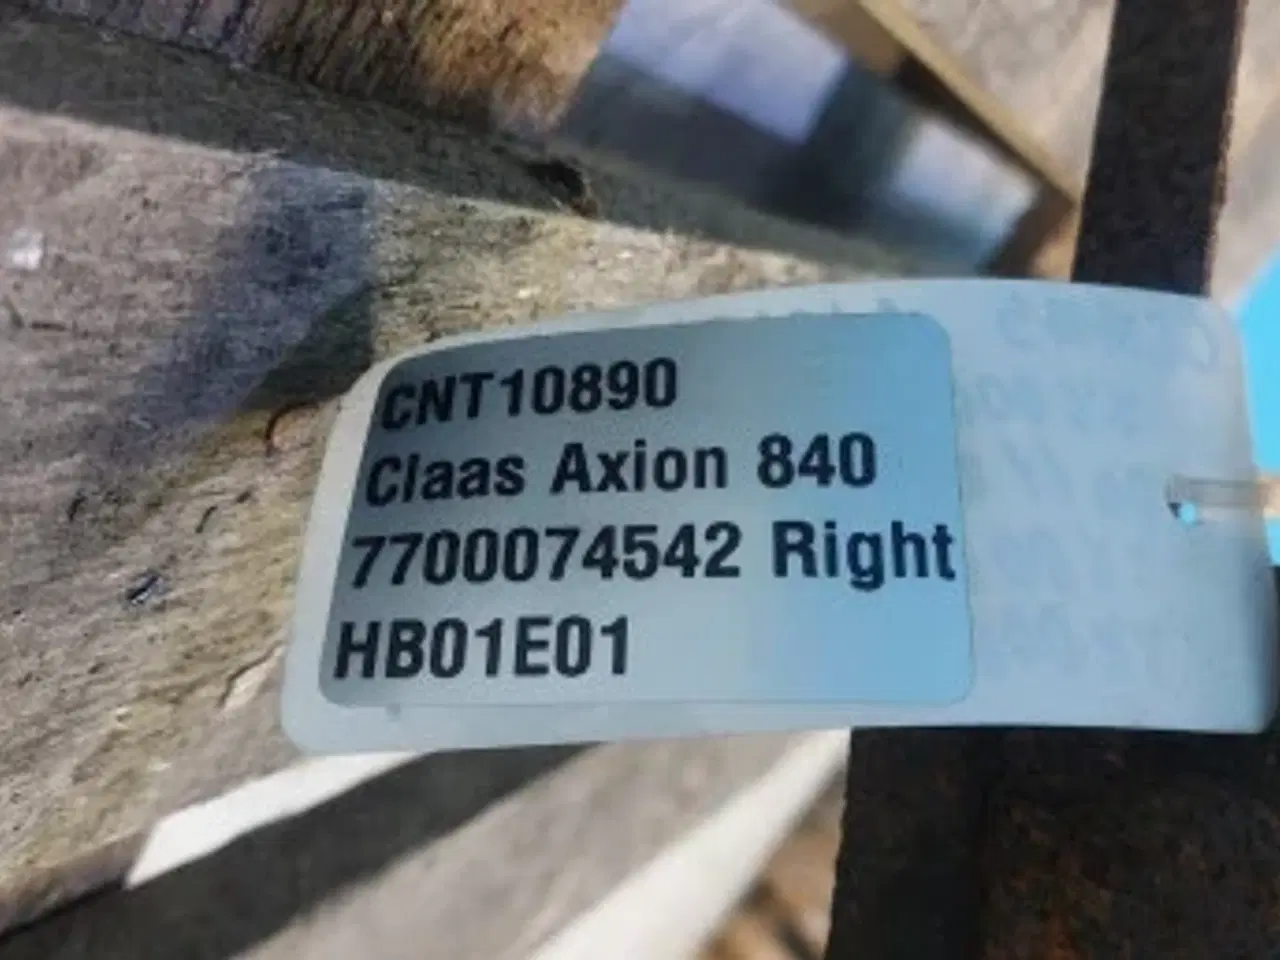 CNT10890
Claas Axion 840
7700074542 Right
HB01E01